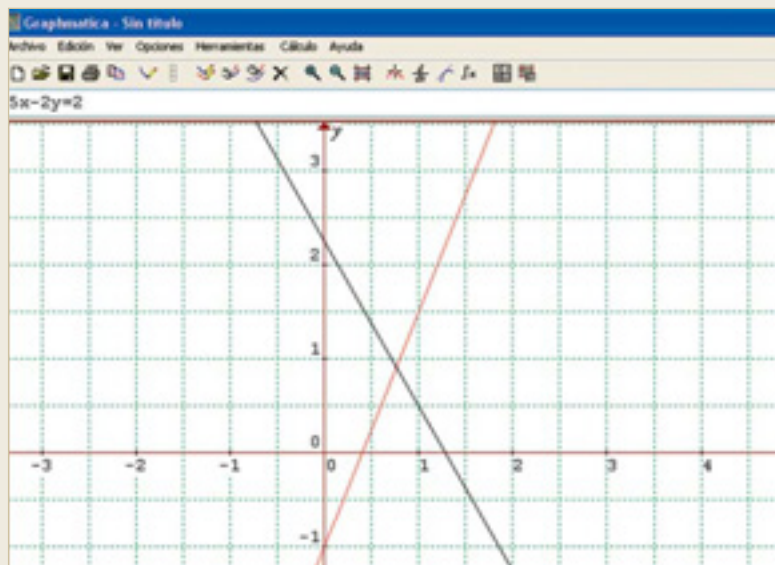 Graphmatica - Sin título
Archivo Edición Ver Opciones Herramientas Cálculo Ayuda
5x-2y=2
y
3
2
1
0
-3 -2 -1 0 1 2 3 4
-1